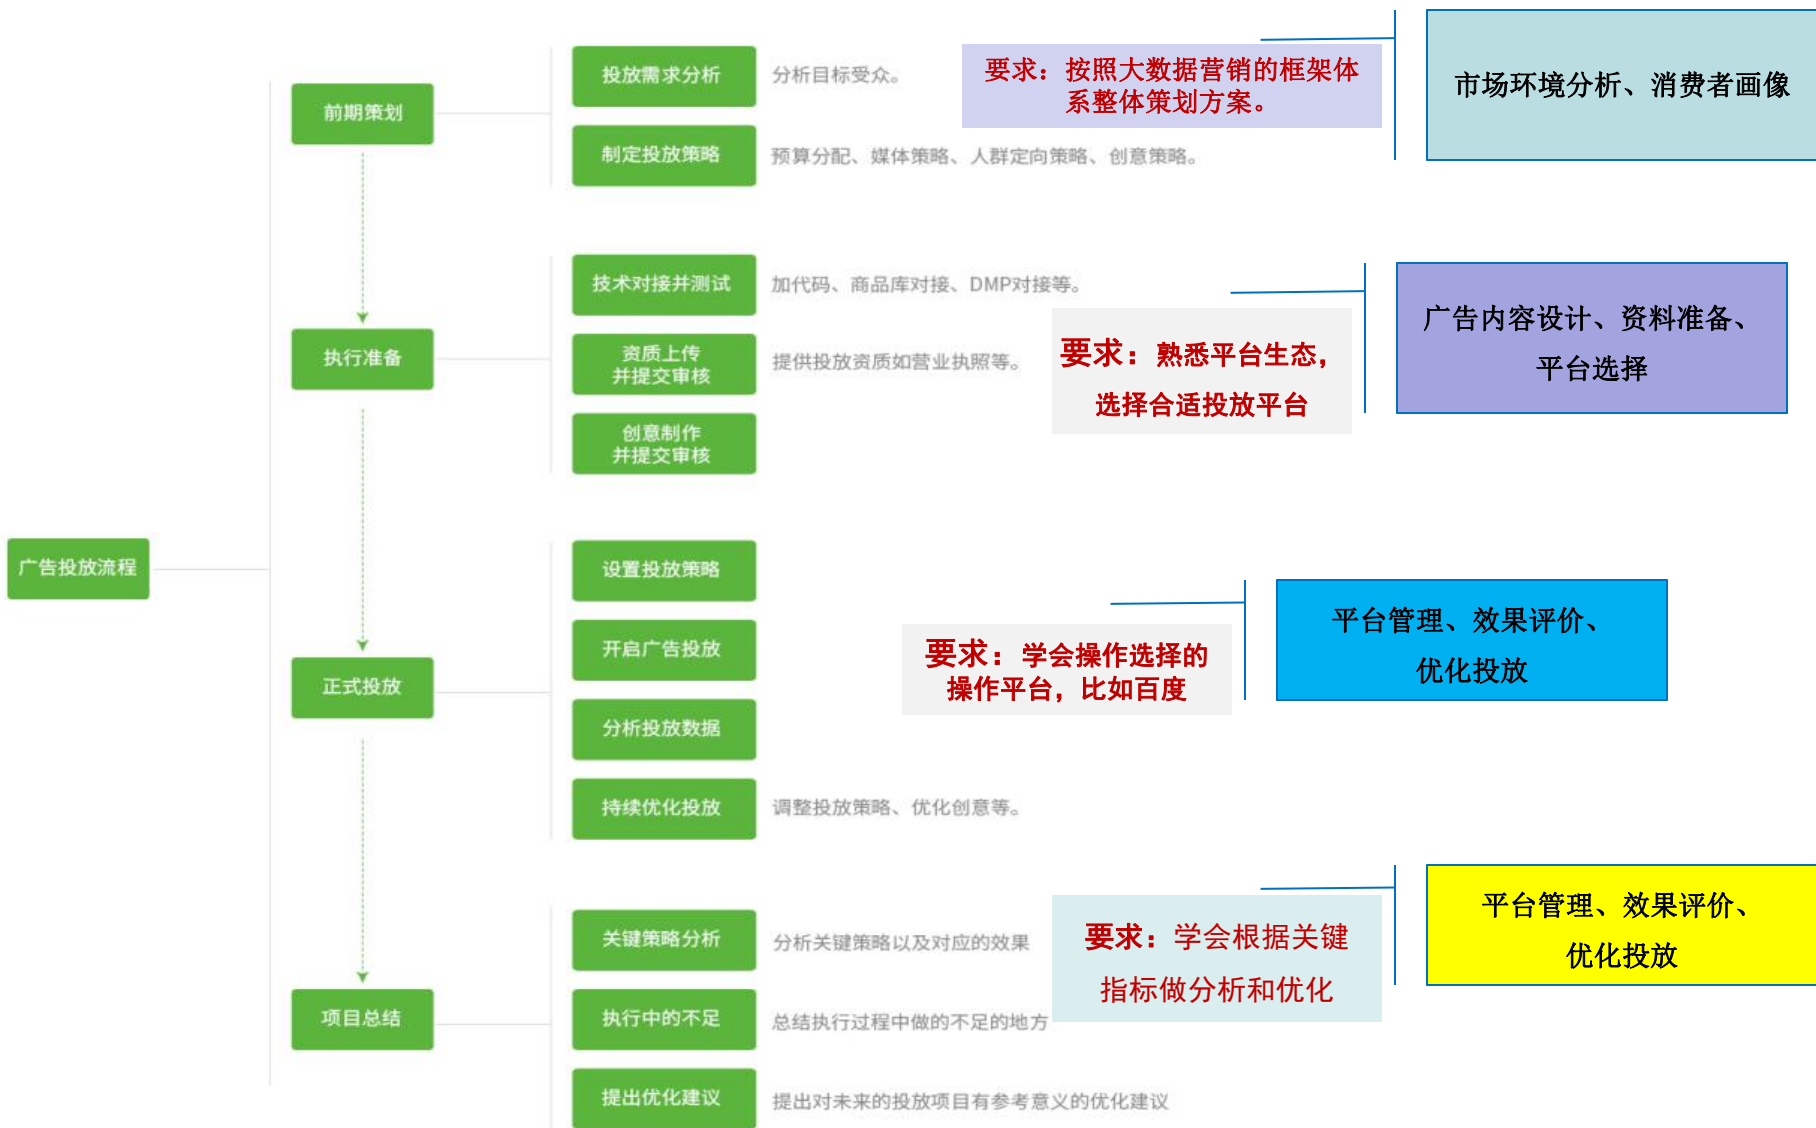 广告投放流程
前期策划
投放需求分析
分析目标受众。
制定投放策略
预算分配、媒体策略、人群定向策略、创意策略。
要求：按照大数据营销的框架体
系整体策划方案。
市场环境分析、消费者画像
执行准备
技术对接并测试
加代码、商品库对接、DMP对接等。
资质上传
并提交审核
提供投放资质如营业执照等。
创意制作
并提交审核
要求：熟悉平台生态，
选择合适投放平台
广告内容设计、资料准备、
平台选择
正式投放
设置投放策略
开启广告投放
分析投放数据
持续优化投放
调整投放策略、优化创意等。
要求：学会操作选择的
操作平台，比如百度
平台管理、效果评价、
优化投放
项目总结
关键策略分析
分析关键策略以及对应的效果
执行中的不足
总结执行过程中做的不足的地方
提出优化建议
提出对未来的投放项目有参考意义的优化建议
要求：学会根据关键
指标做分析和优化
平台管理、效果评价、
优化投放